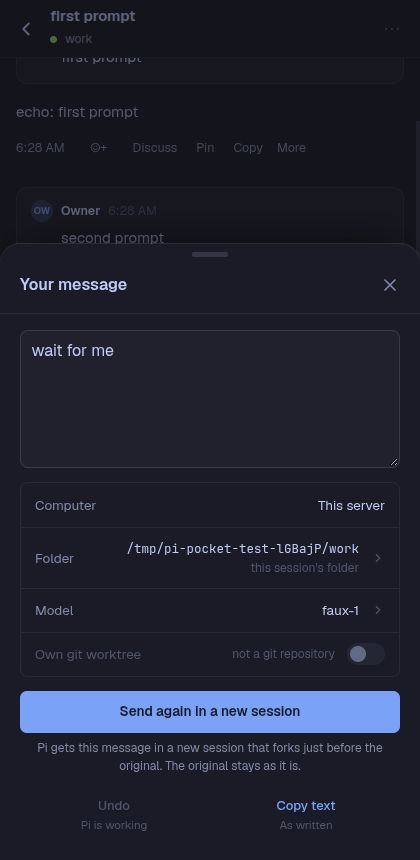 first prompt
work
first prompt
echo: first prompt
6:28 AM Discuss Pin Copy More
OW Owner 6:28 AM
second prompt
Your message
wait for me
Computer This server
Folder /tmp/pi-pocket-test-lGBajP/work
this session's folder
Model faux-1
Own git worktree not a git repository
Send again in a new session
Pi gets this message in a new session that forks just before the
original. The original stays as it is.
Undo Copy text
Pi is working As written